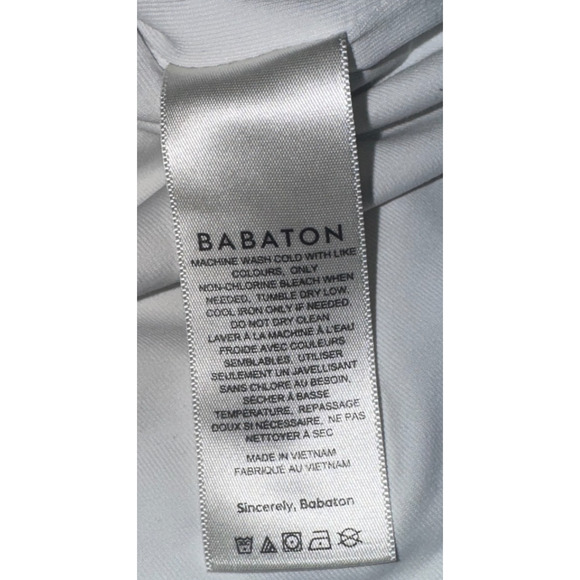 BABATON
MACHINE WASH COLD WITH LIKE
COLOURS, ONLY
NON-CHLORINE BLEACH WHEN
NEEDED, TUMBLE DRY LOW,
COOL IRON ONLY IF NEEDED
DO NOT DRY CLEAN
LAVER À LA MACHINE À L'EAU
FROIDE AVEC COULEURS
SEMBLABLES, UTILISER
SEULEMENT UN JAVELLISANT
SANS CHLORE AU BESOIN,
SÉCHER À BASSE
TEMPÉRATURE, REPASSAGE
DOUX SI NÉCESSAIRE, NE PAS
NETTOYER À SEC
MADE IN VIETNAM
FABRIQUÉ AU VIETNAM
Sincerely, Babaton